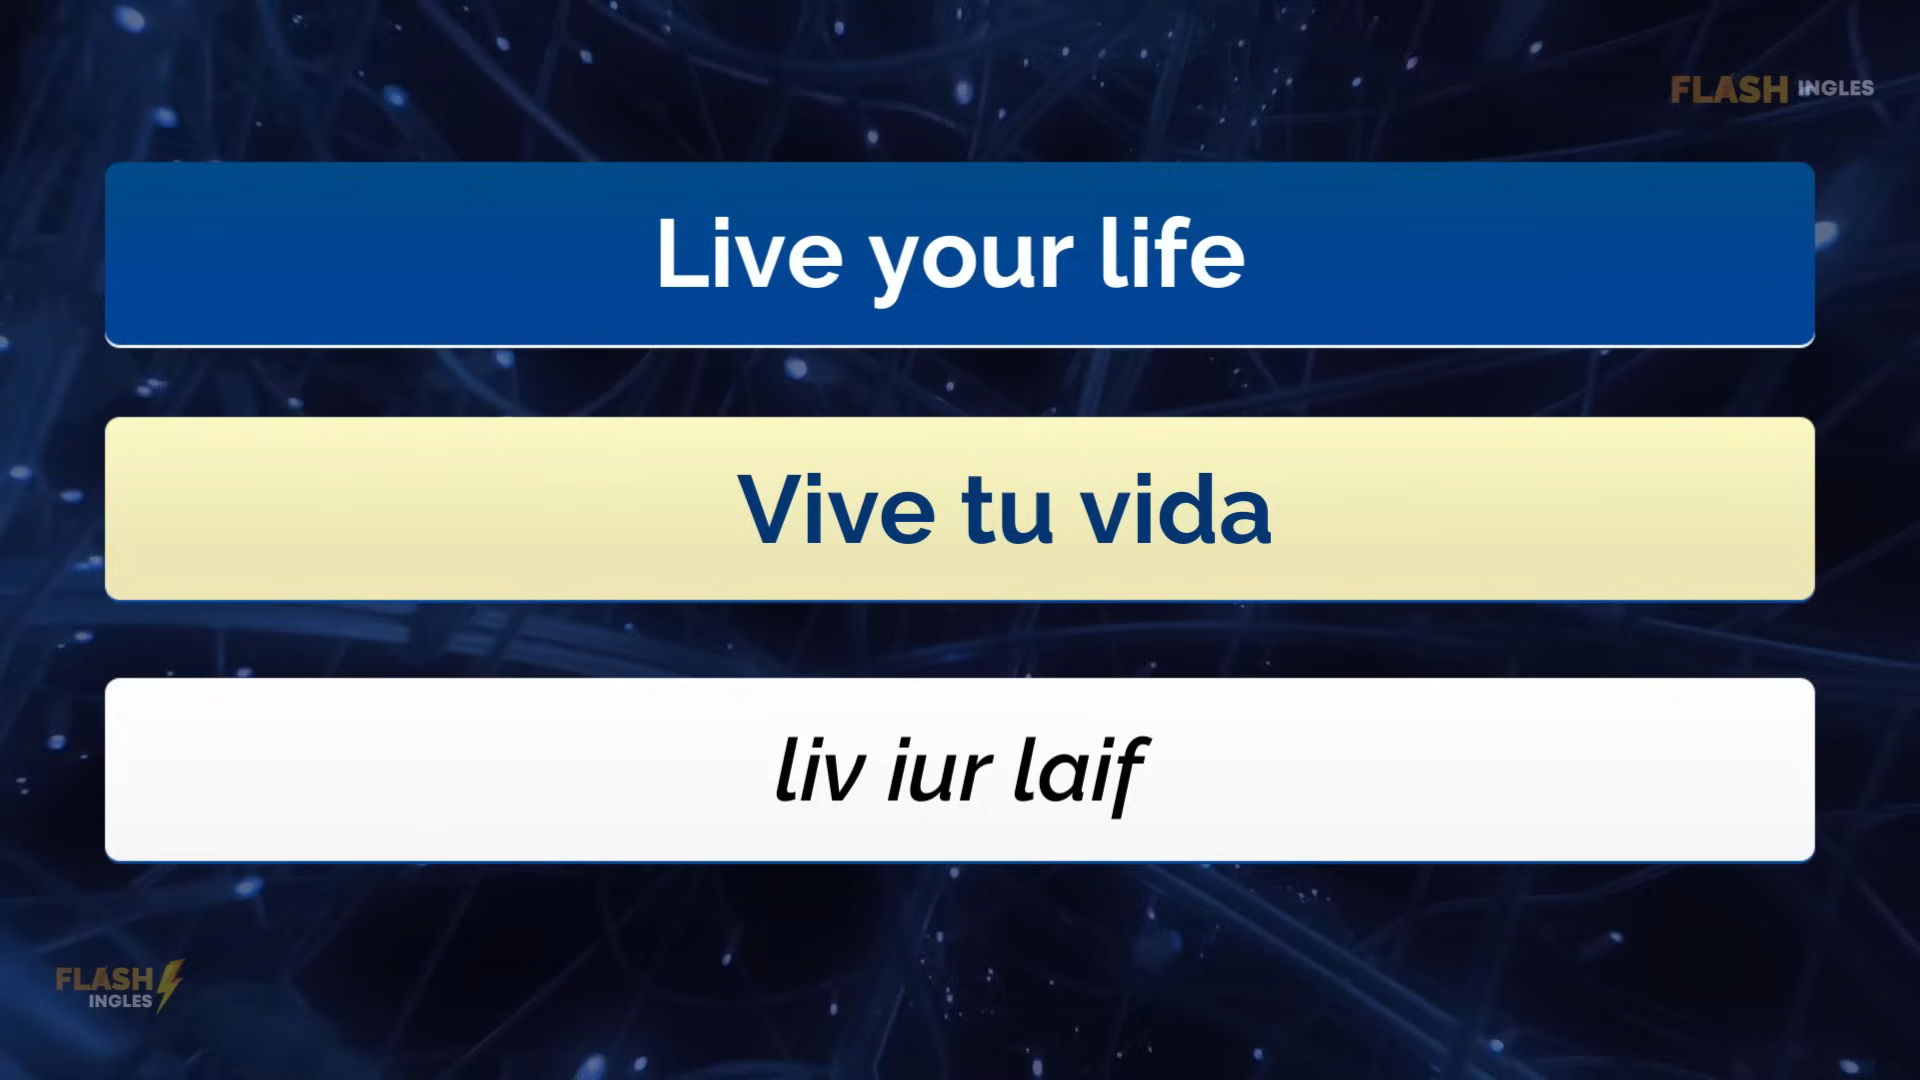 FLASH INGLES
Live your life
Vive tu vida
liv iur laif
FLASH
INGLES